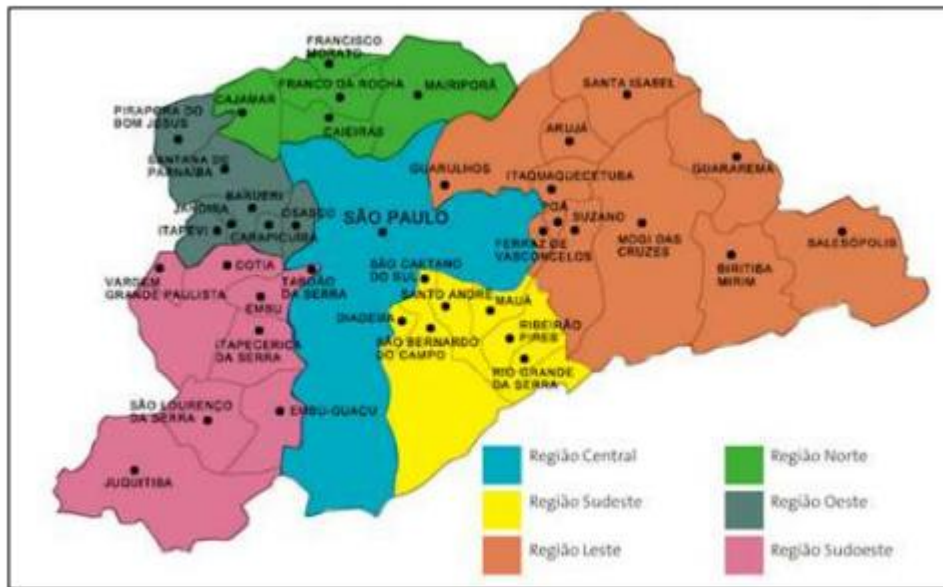 FRANCISCO
MORATO
FRANCO DA ROCHA
MAIRIPORÃ
CAJAMAR
CAIEIRAS
PIRAPORA DO
BOM JESUS
SANTANA DE
PARNAÍBA
BARUERI
JANDIRA
OSASCO
ITAPEVI
CARAPICUÍBA
SÃO PAULO
SANTA ISABEL
ARUJÁ
GUARULHOS
ITAQUAQUECETUBA
GUARAREMA
POÁ
SUZANO
FERRAZ DE
VASCONCELOS
MOGI DAS
CRUZES
BIRITIBA
MIRIM
SALESÓPOLIS
COTIA
VARGEM
GRANDE PAULISTA
TABOÃO
DA SERRA
EMBU
ITAPECERICA
DA SERRA
SÃO CAETANO
DO SUL
SANTO ANDRÉ
MAUÁ
DIADEMA
SÃO BERNARDO
DO CAMPO
RIBEIRÃO
PIRES
RIO GRANDE
DA SERRA
SÃO LOURENÇO
DA SERRA
EMBU-GUAÇU
JUQUITIBA
Região Central
Região Norte
Região Sudeste
Região Oeste
Região Leste
Região Sudoeste